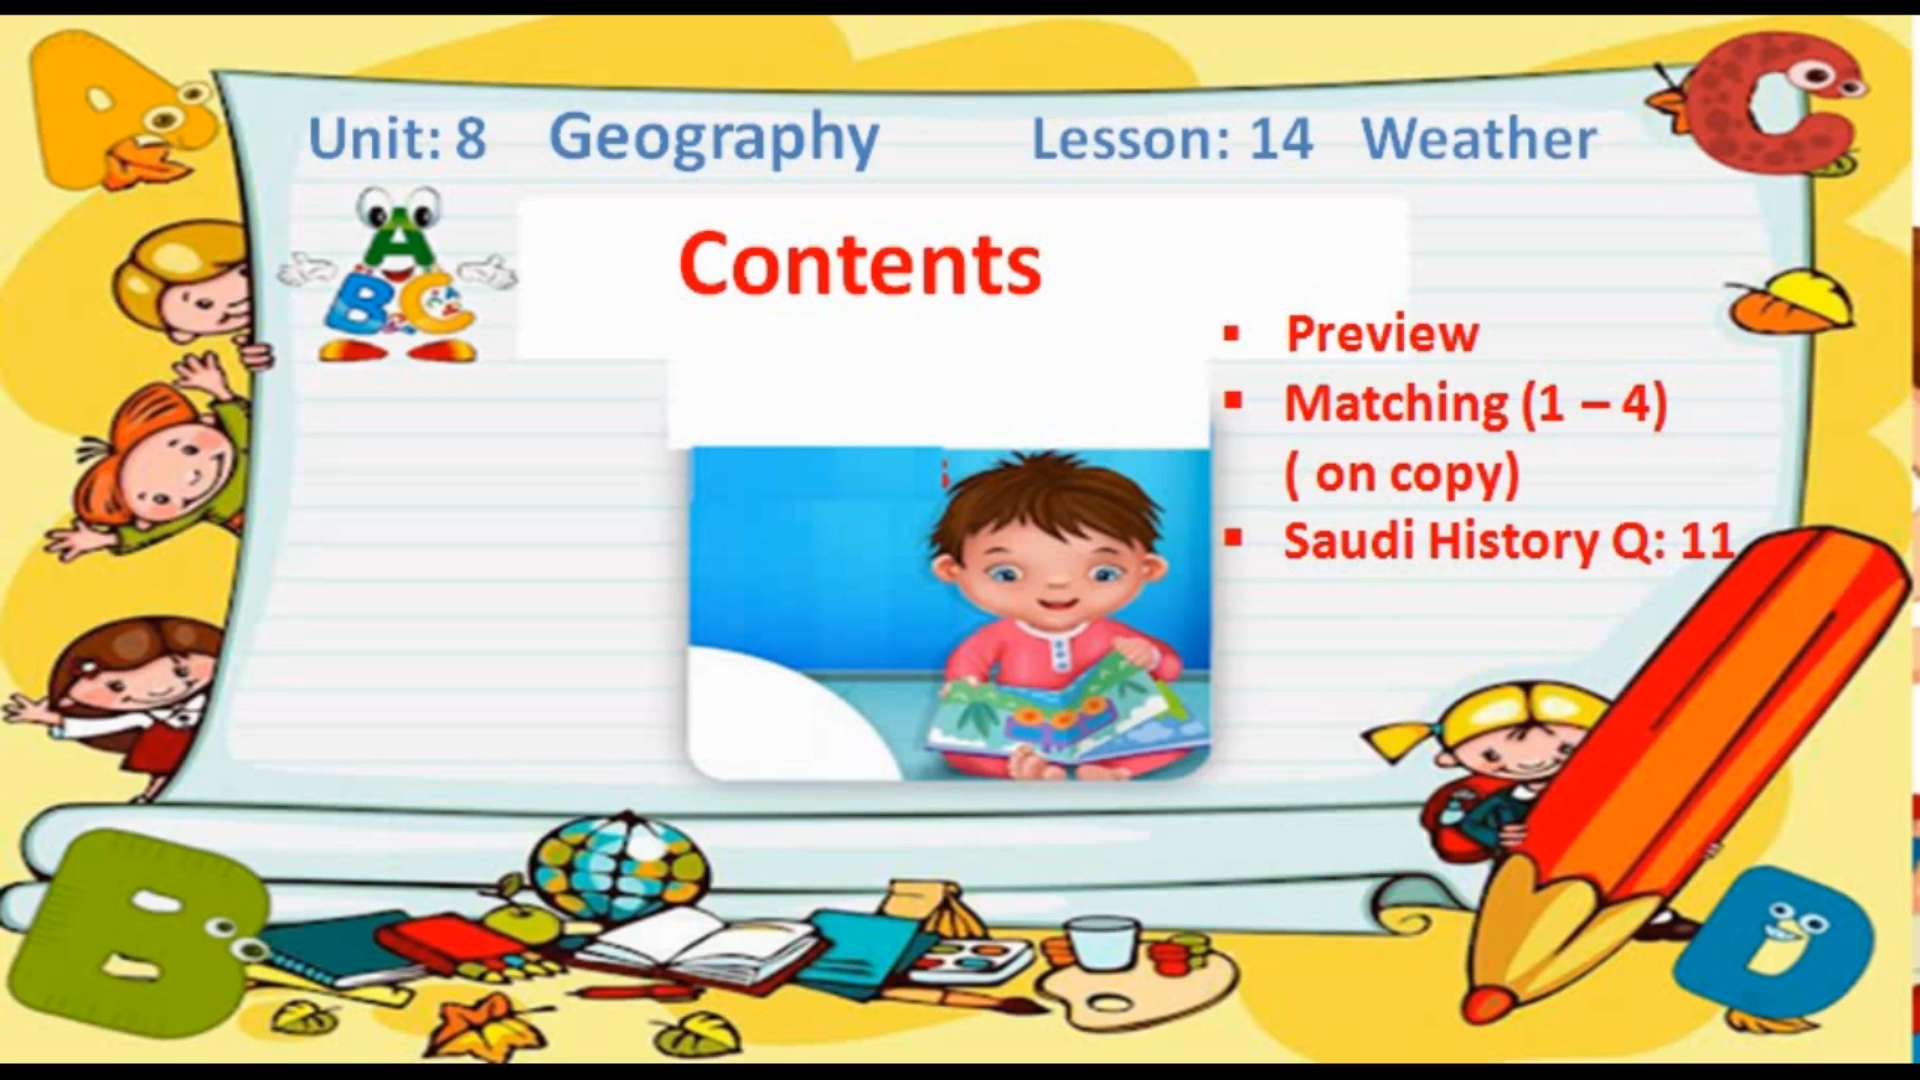 Unit: 8 Geography Lesson: 14 Weather
Contents
▪ Preview
▪ Matching (1 – 4)
( on copy)
▪ Saudi History Q: 11